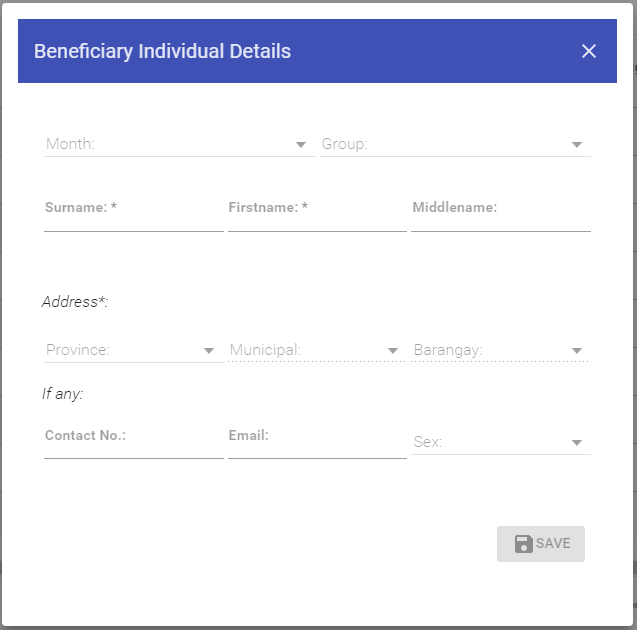 Beneficiary Individual Details
Month: Group:
Surname: * Firstname: * Middlename:
Address*:
Province: Municipal: Barangay:
If any:
Contact No.: Email: Sex:
SAVE